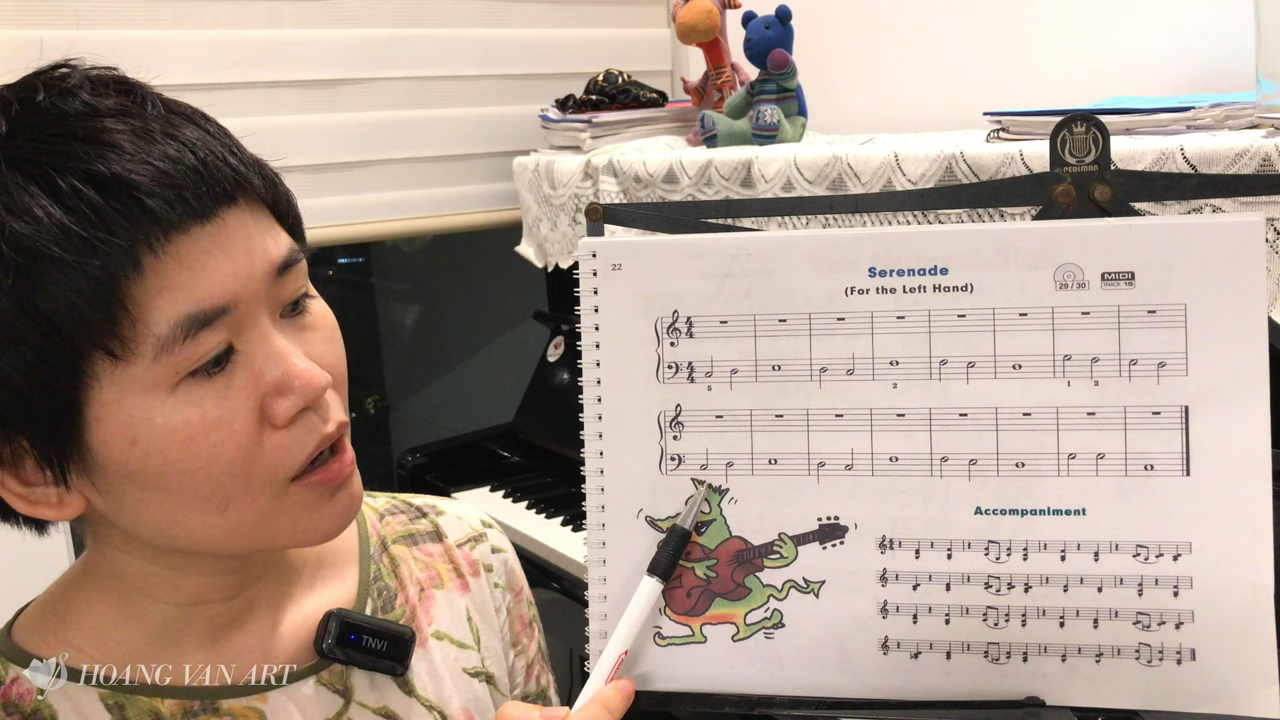 PERLMAN
22
Serenade
(For the Left Hand)
29 / 30
MIDI
TRACK 15
5
2
1 2
Accompaniment
TNVI
HOANG VAN ART